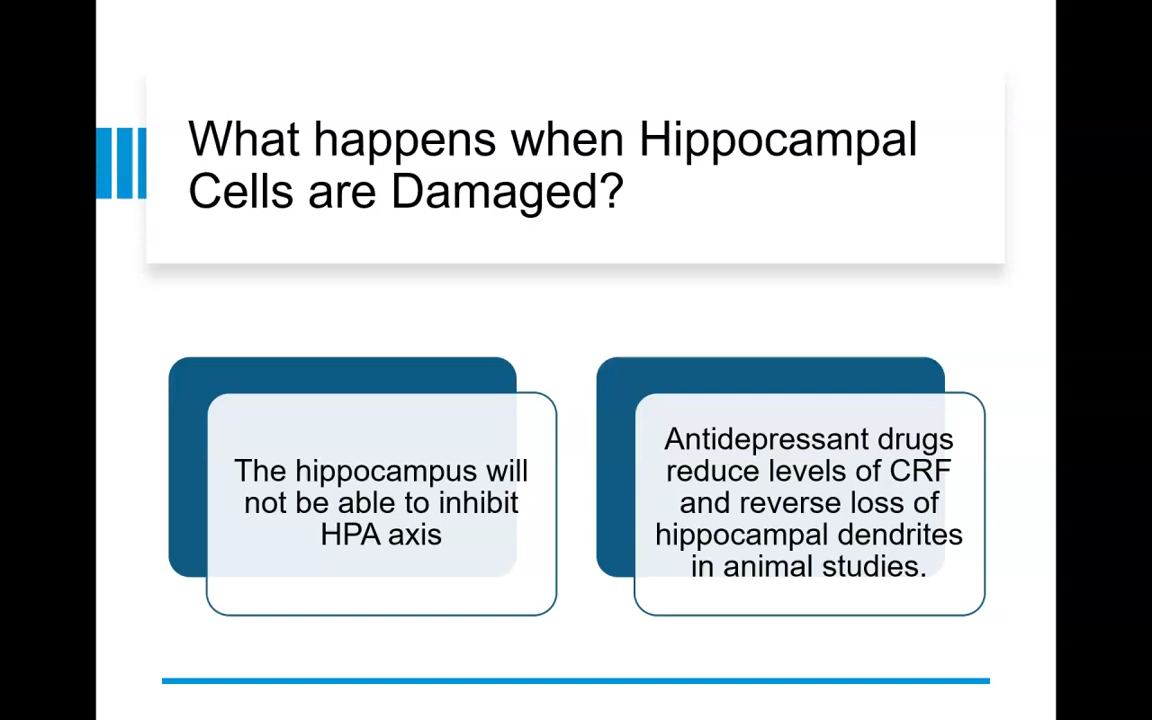 What happens when Hippocampal
Cells are Damaged?
The hippocampus will
not be able to inhibit
HPA axis
Antidepressant drugs
reduce levels of CRF
and reverse loss of
hippocampal dendrites
in animal studies.